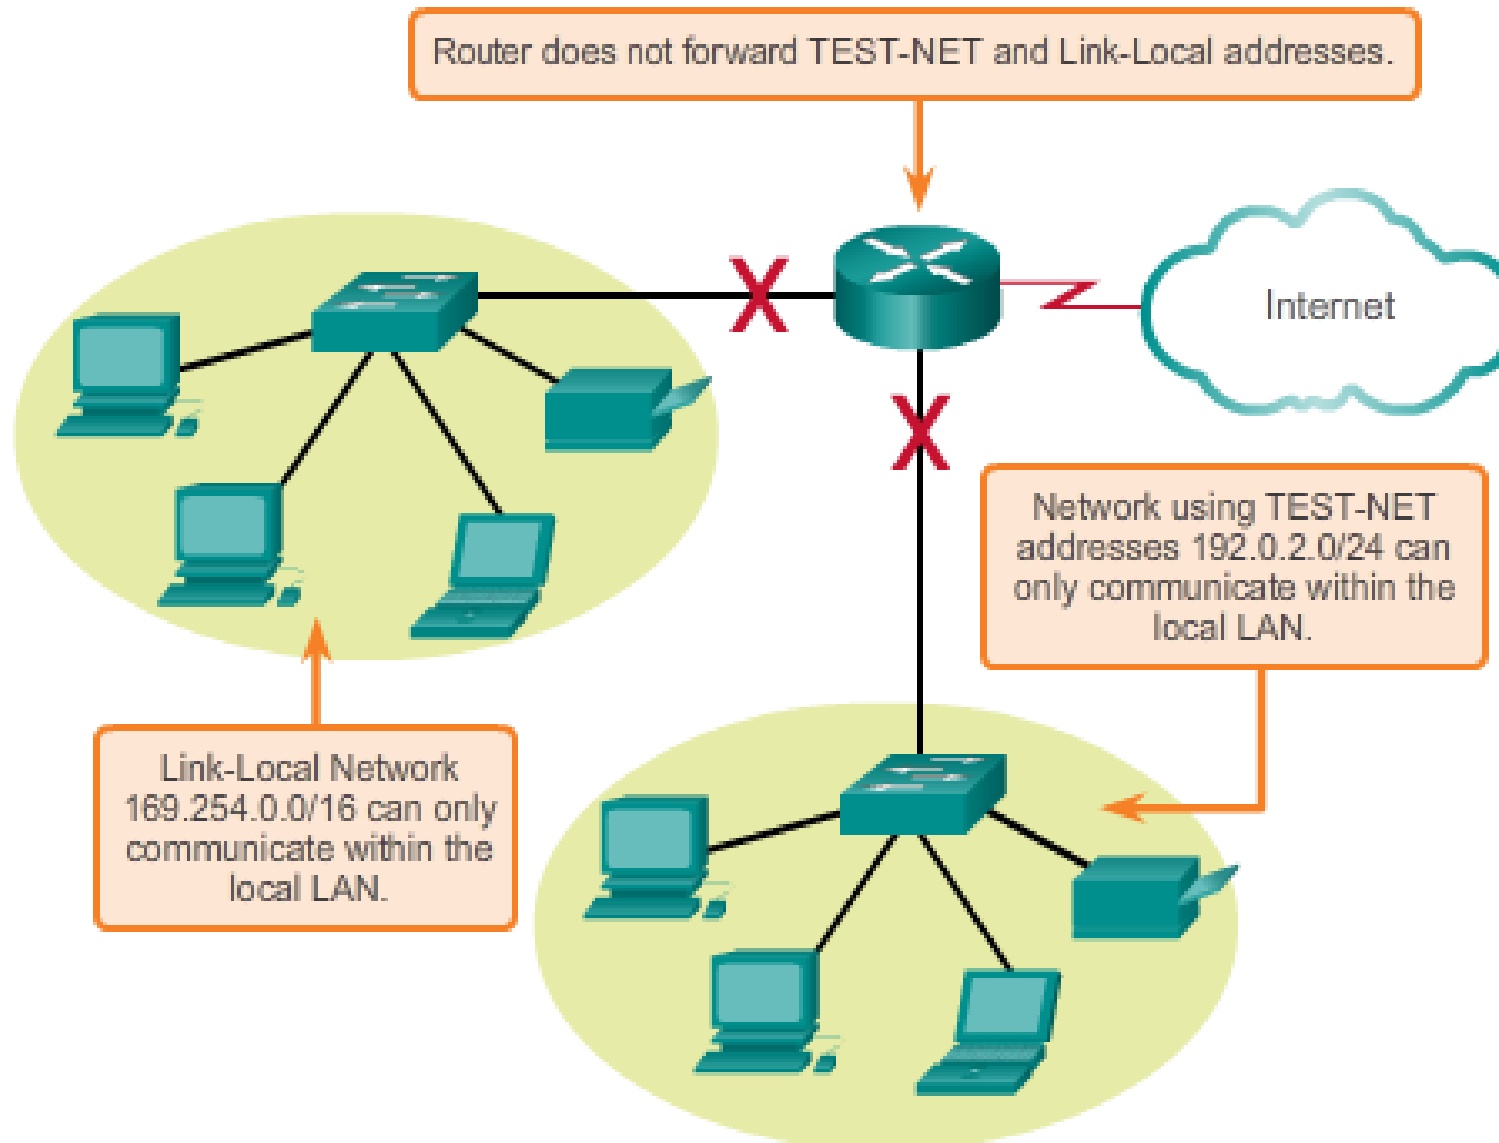 Router does not forward TEST-NET and Link-Local addresses.
Internet
Network using TEST-NET
addresses 192.0.2.0/24 can
only communicate within the
local LAN.
Link-Local Network
169.254.0.0/16 can only
communicate within the
local LAN.